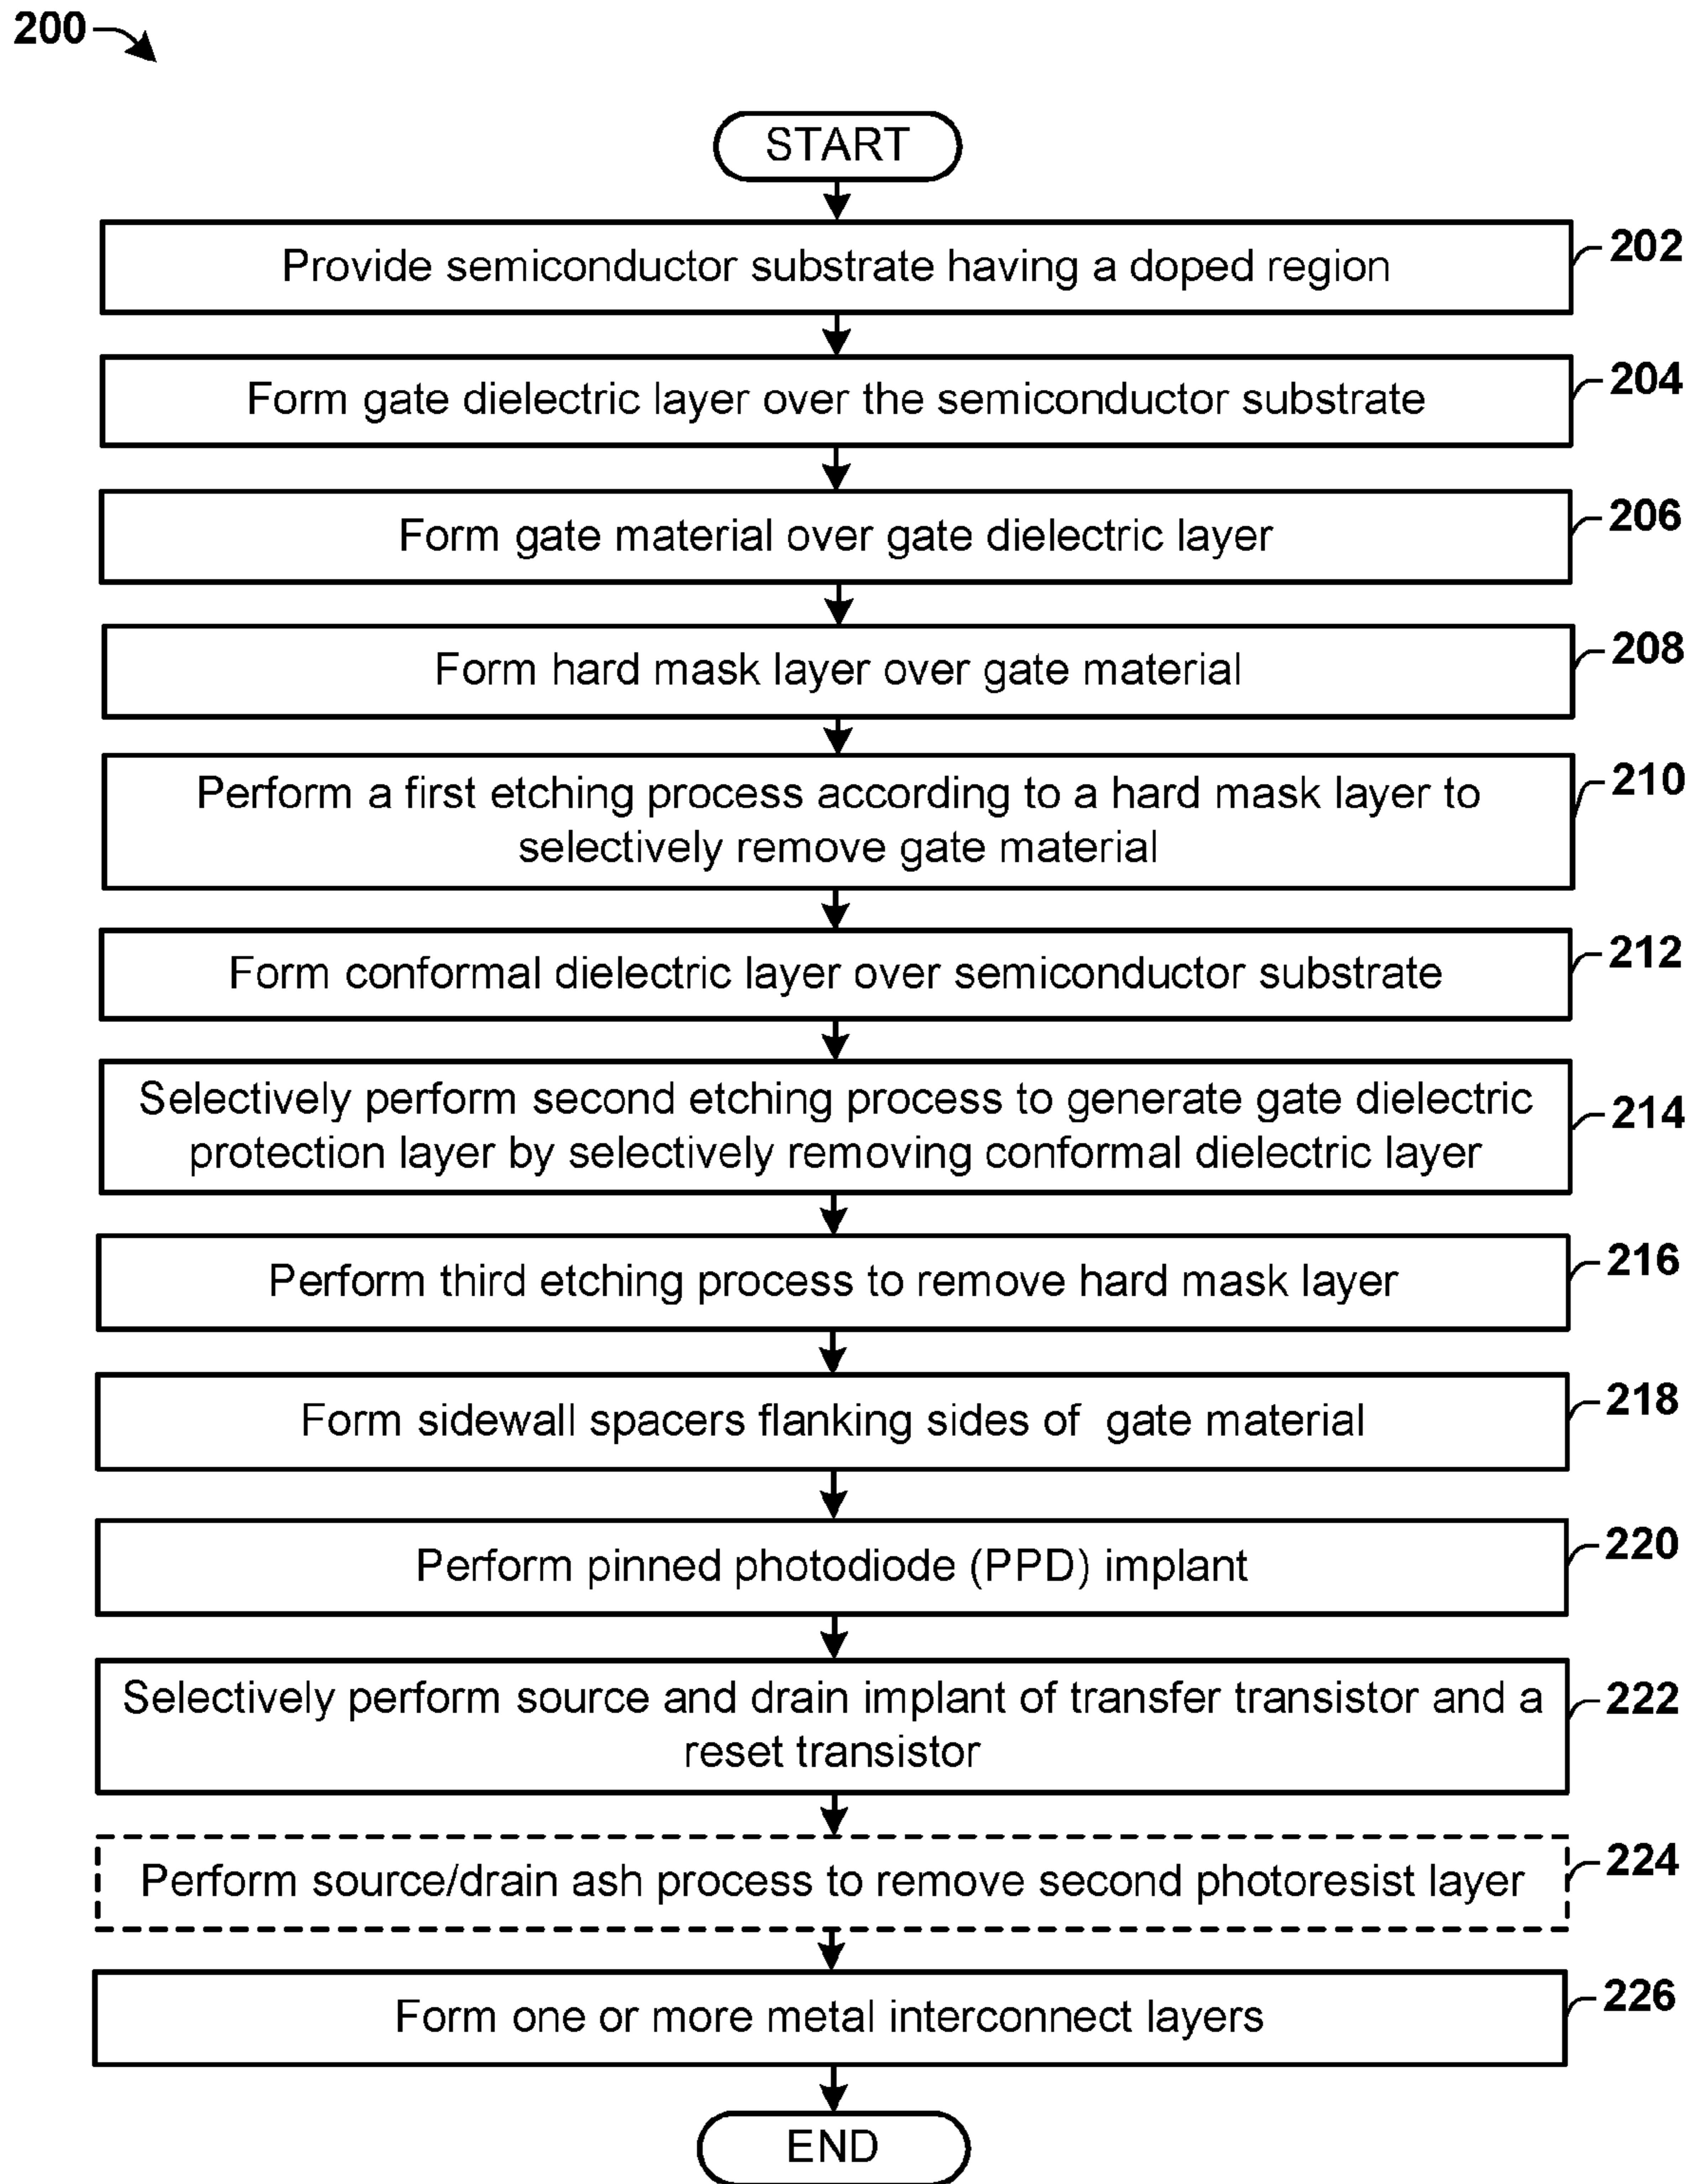 200
START
Provide semiconductor substrate having a doped region
202
Form gate dielectric layer over the semiconductor substrate
204
Form gate material over gate dielectric layer
206
Form hard mask layer over gate material
208
Perform a first etching process according to a hard mask layer to
selectively remove gate material
210
Form conformal dielectric layer over semiconductor substrate
212
Selectively perform second etching process to generate gate dielectric
protection layer by selectively removing conformal dielectric layer
214
Perform third etching process to remove hard mask layer
216
Form sidewall spacers flanking sides of gate material
218
Perform pinned photodiode (PPD) implant
220
Selectively perform source and drain implant of transfer transistor and a
reset transistor
222
Perform source/drain ash process to remove second photoresist layer
224
Form one or more metal interconnect layers
226
END